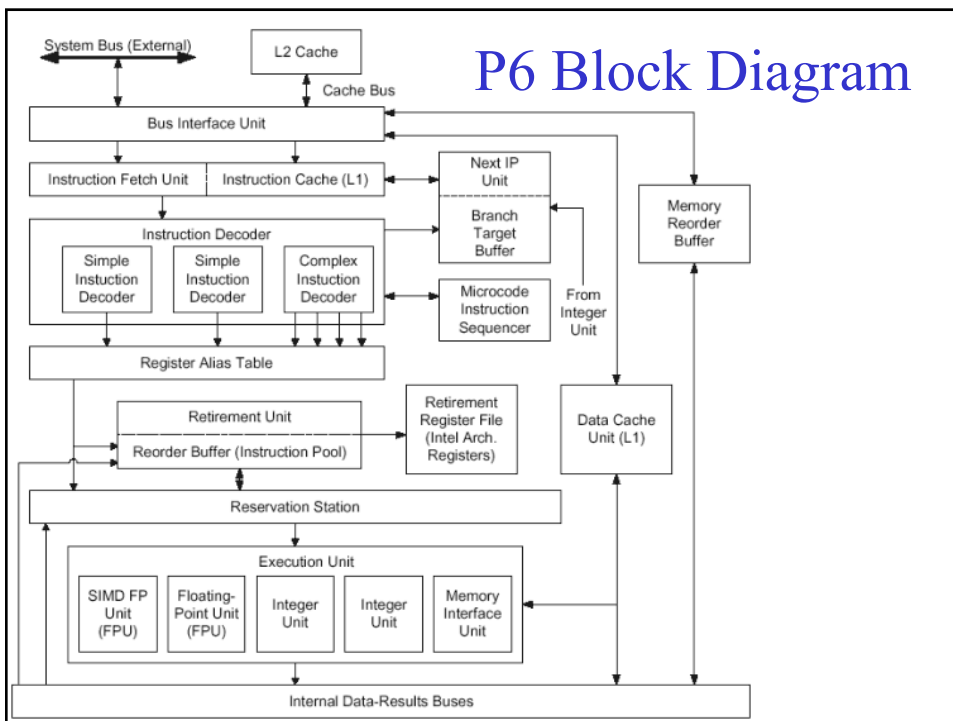 P6 Block Diagram
System Bus (External)
L2 Cache
Cache Bus
Bus Interface Unit
Instruction Fetch Unit
Instruction Cache (L1)
Next IP
Unit
Branch
Target
Buffer
Memory
Reorder
Buffer
Instruction Decoder
Simple
Instuction
Decoder
Simple
Instuction
Decoder
Complex
Instuction
Decoder
Microcode
Instruction
Sequencer
From
Integer
Unit
Register Alias Table
Retirement Unit
Reorder Buffer (Instruction Pool)
Retirement
Register File
(Intel Arch.
Registers)
Data Cache
Unit (L1)
Reservation Station
Execution Unit
SIMD FP
Unit
(FPU)
Floating-
Point Unit
(FPU)
Integer
Unit
Integer
Unit
Memory
Interface
Unit
Internal Data-Results Buses